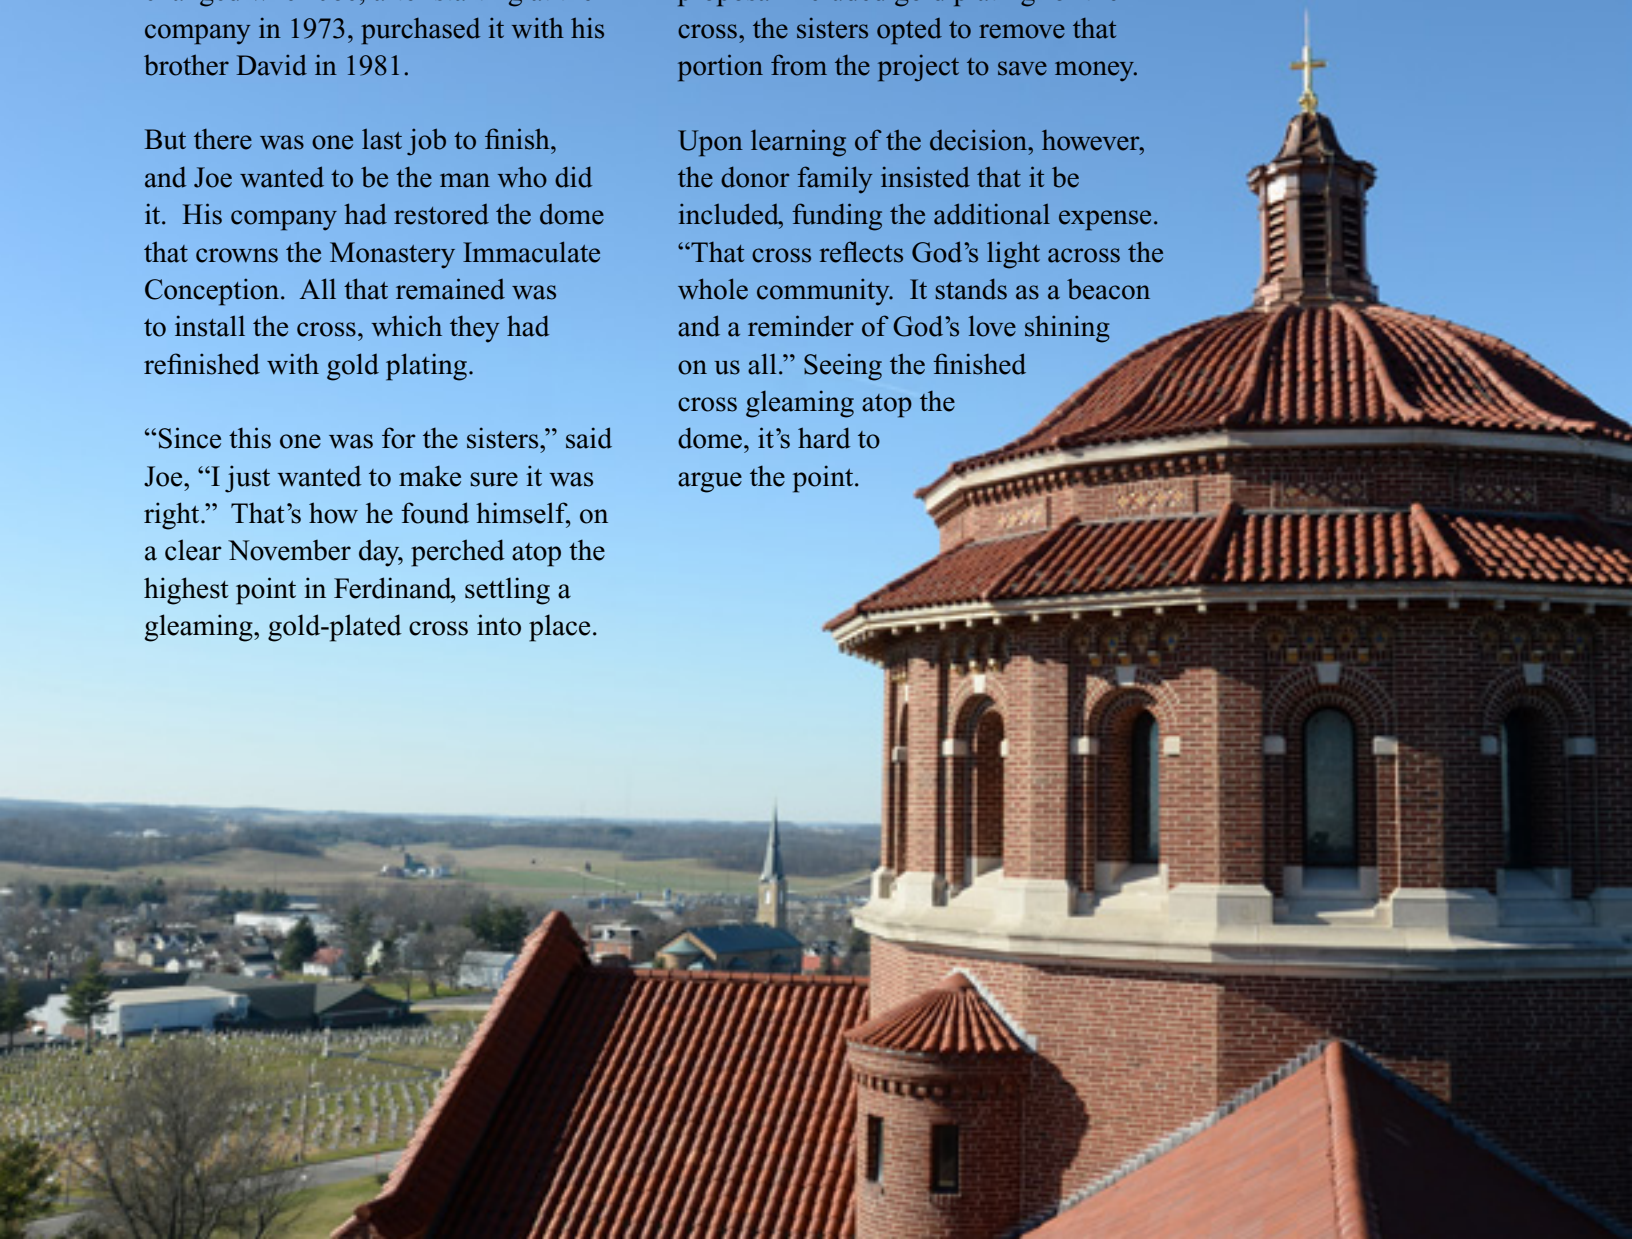 company in 1973, purchased it with his
brother David in 1981.
But there was one last job to finish,
and Joe wanted to be the man who did
it.  His company had restored the dome
that crowns the Monastery Immaculate
Conception.  All that remained was
to install the cross, which they had
refinished with gold plating.
“Since this one was for the sisters,” said
Joe, “I just wanted to make sure it was
right.”  That’s how he found himself, on
a clear November day, perched atop the
highest point in Ferdinand, settling a
gleaming, gold-plated cross into place.
cross, the sisters opted to remove that
portion from the project to save money.
Upon learning of the decision, however,
the donor family insisted that it be
included, funding the additional expense.
“That cross reflects God’s light across the
whole community.  It stands as a beacon
and a reminder of God’s love shining
on us all.” Seeing the finished
cross gleaming atop the
dome, it’s hard to
argue the point.